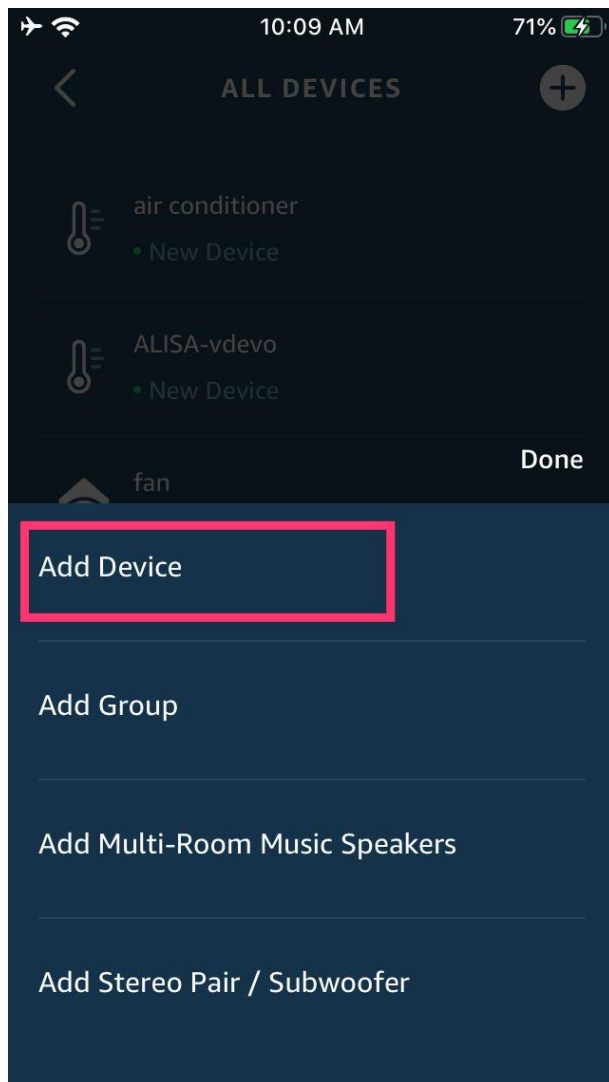 10:09 AM 71%
ALL DEVICES
air conditioner
• New Device
ALISA-vdevo
• New Device
fan
Done
Add Device
Add Group
Add Multi-Room Music Speakers
Add Stereo Pair / Subwoofer